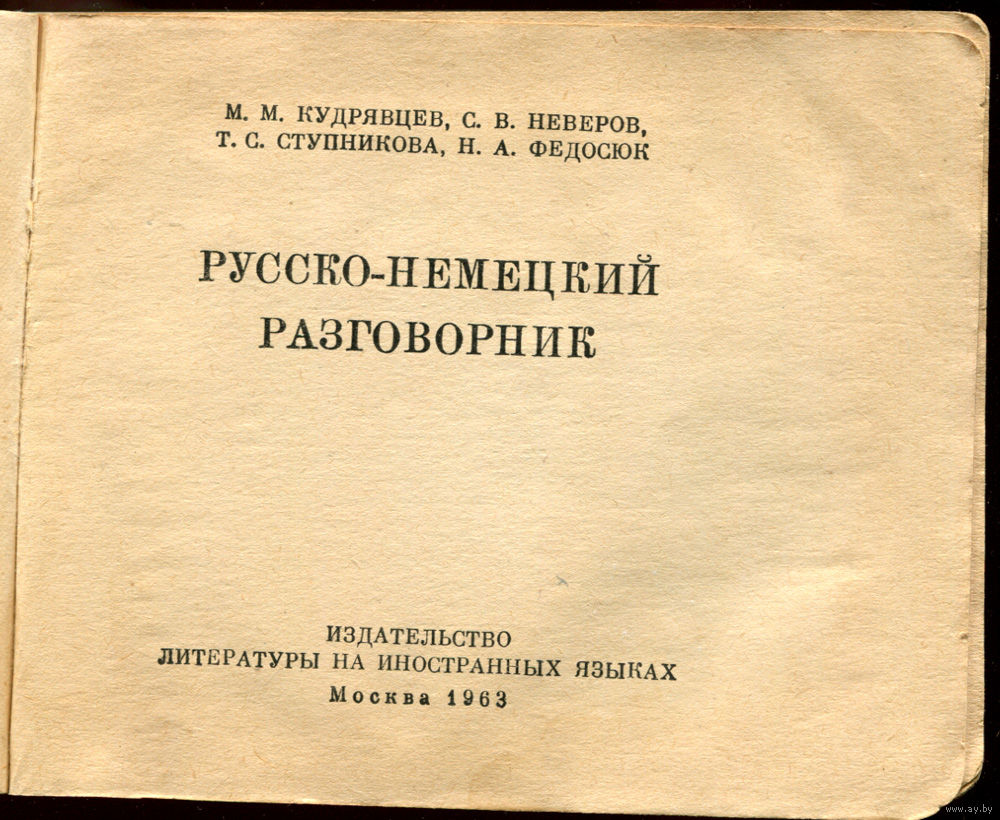 М. М. КУДРЯВЦЕВ, С. В. НЕВЕРОВ,
Т. С. СТУПНИКОВА, Н. А. ФЕДОСЮК
РУССКО-НЕМЕЦКИЙ
РАЗГОВОРНИК
ИЗДАТЕЛЬСТВО
ЛИТЕРАТУРЫ НА ИНОСТРАННЫХ ЯЗЫКАХ
Москва 1963
www.ay.by